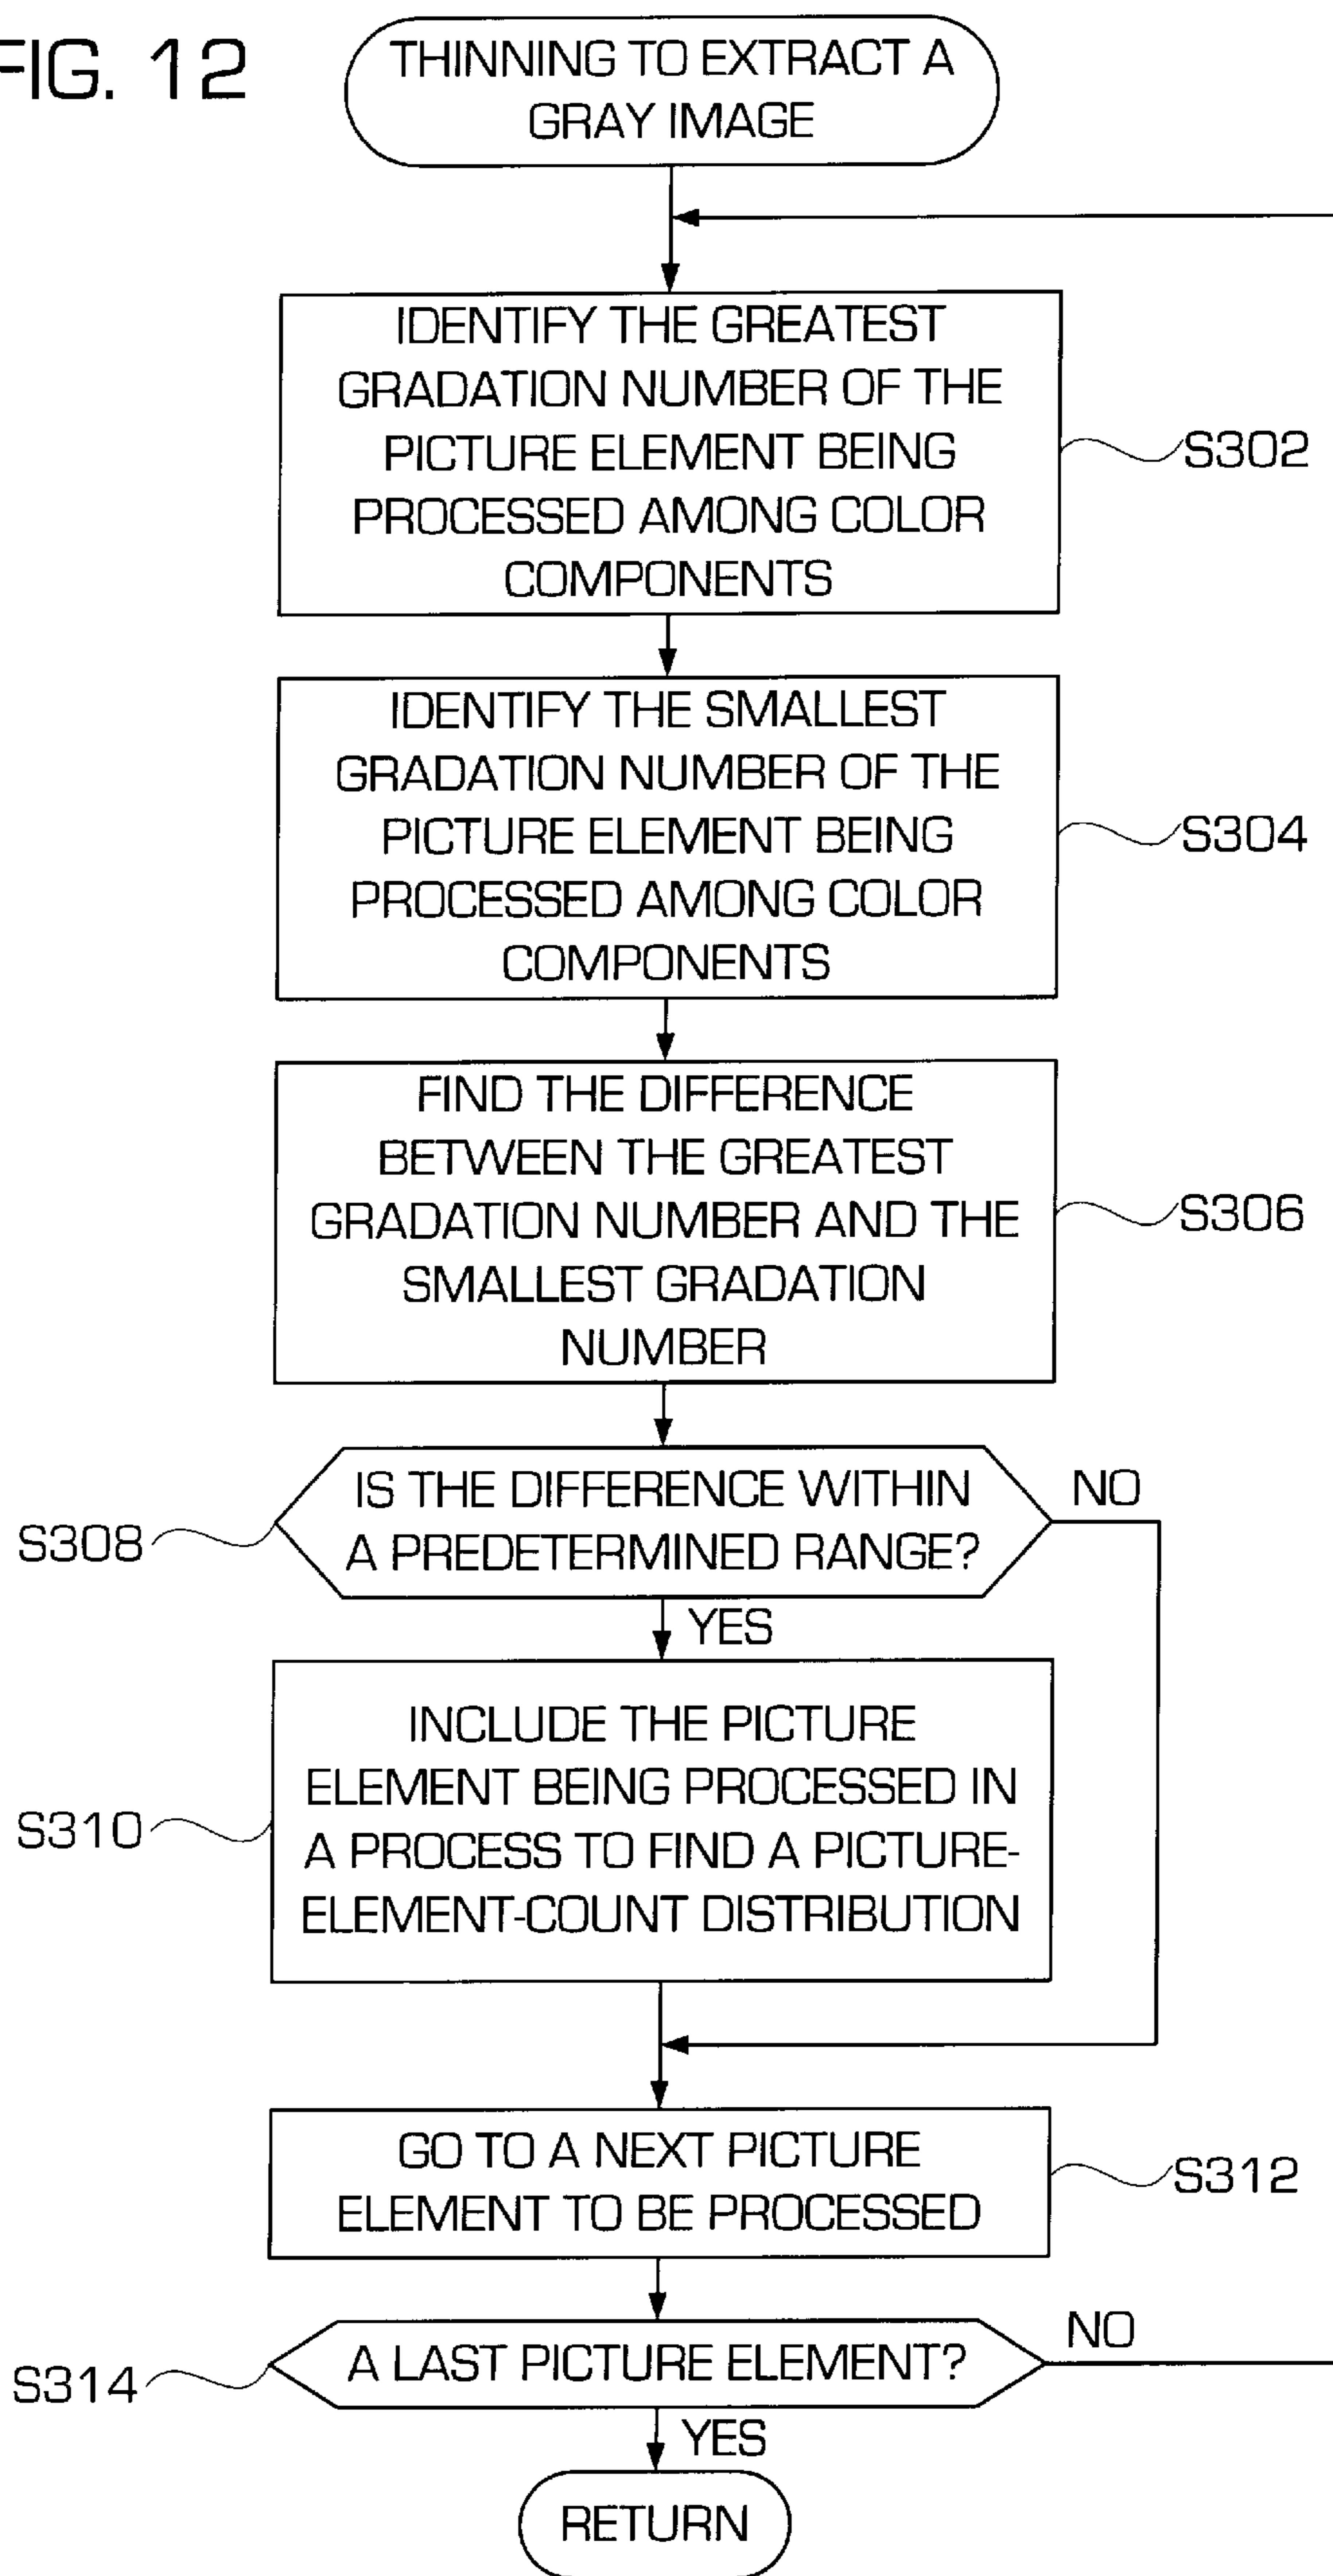 FIG. 12
THINNING TO EXTRACT A
GRAY IMAGE
IDENTIFY THE GREATEST
GRADATION NUMBER OF THE
PICTURE ELEMENT BEING
PROCESSED AMONG COLOR
COMPONENTS
S302
IDENTIFY THE SMALLEST
GRADATION NUMBER OF THE
PICTURE ELEMENT BEING
PROCESSED AMONG COLOR
COMPONENTS
S304
FIND THE DIFFERENCE
BETWEEN THE GREATEST
GRADATION NUMBER AND THE
SMALLEST GRADATION
NUMBER
S306
S308
IS THE DIFFERENCE WITHIN
A PREDETERMINED RANGE?
NO
YES
S310
INCLUDE THE PICTURE
ELEMENT BEING PROCESSED IN
A PROCESS TO FIND A PICTURE-
ELEMENT-COUNT DISTRIBUTION
GO TO A NEXT PICTURE
ELEMENT TO BE PROCESSED
S312
S314
A LAST PICTURE ELEMENT?
NO
YES
RETURN